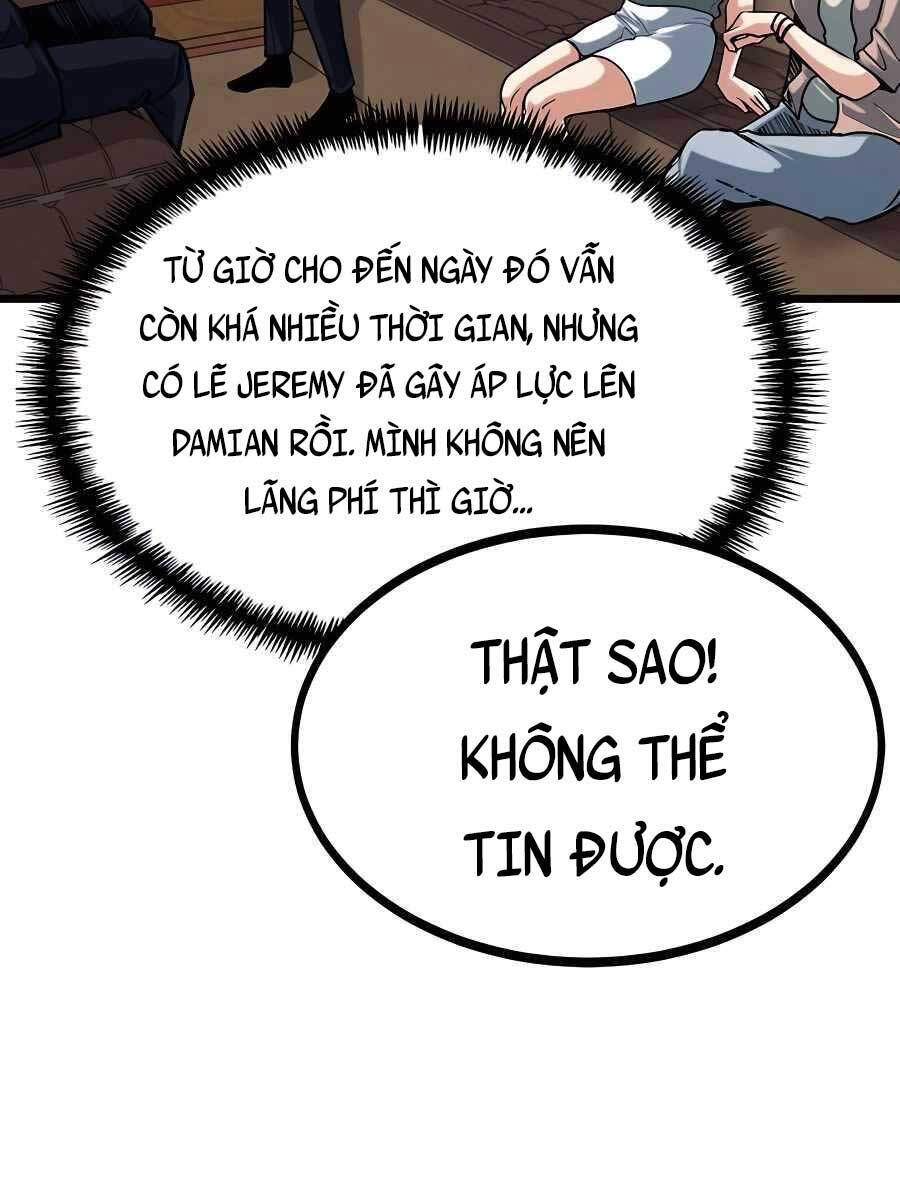 TỪ GIỜ CHO ĐẾN NGÀY ĐÓ VẪN
CÒN KHÁ NHIỀU THỜI GIAN, NHƯNG
CÓ LẼ JEREMY ĐÃ GÂY ÁP LỰC LÊN
DAMIAN RỒI. MÌNH KHÔNG NÊN
LÃNG PHÍ THÌ GIỜ...
THẬT SAO!
KHÔNG THỂ
TIN ĐƯỢC.